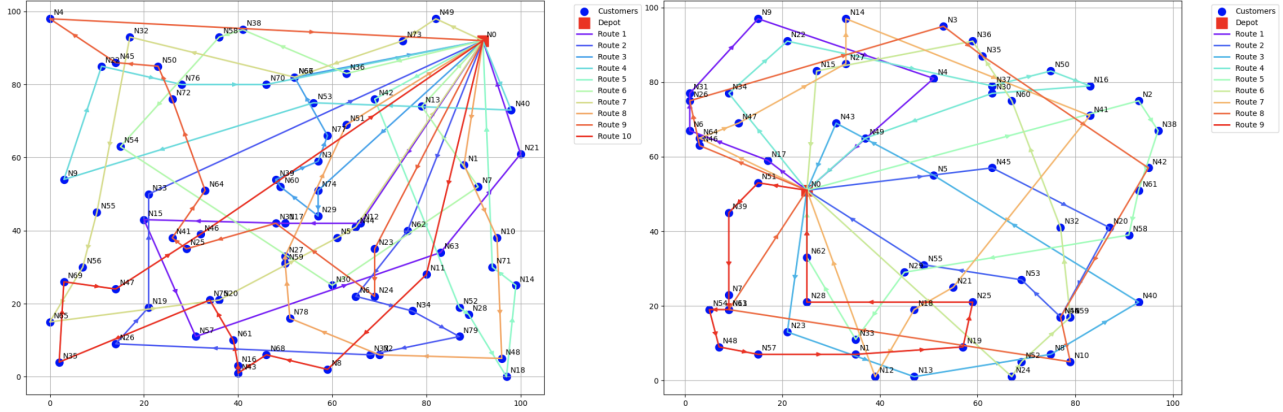 N4
N38
N49
N32
N58
N73
N0
N45
N50
N36
N76
N70
N72
N53
N42
N13
N40
N51
N77
N54
N21
N3
N1
N9
N39
N60
N7
N64
N33
N74
N29
N15
N55
N17
N12
N44
N46
N62
N5
N41
N10
N25
N23
N63
N27
N59
N56
N71
N11
N69
N30
N14
N47
N6
N24
N20
N19
N34
N52
N28
N78
N57
N79
N61
N26
N68
N48
N35
N16
N8
N43
N18
0
20
40
60
80
100
0
20
40
60
80
100
Customers
Depot
Route 1
Route 2
Route 3
Route 4
Route 5
Route 6
Route 7
Route 8
Route 9
Route 10
N9
N14
N3
N22
N36
N35
N27
N15
N50
N4
N37
N30
N16
N31
N26
N34
N67
N2
N41
N47
N43
N6
N38
N64
N46
N49
N17
N45
N42
N5
N51
N0
N61
N39
N32
N20
N58
N62
N55
N29
N53
N21
N7
N28
N25
N40
N54
N18
N59
N23
N33
N48
N19
N57
N1
N8
N52
N10
N12
N13
N24
0
20
40
60
80
100
0
20
40
60
80
100
Customers
Depot
Route 1
Route 2
Route 3
Route 4
Route 5
Route 6
Route 7
Route 8
Route 9